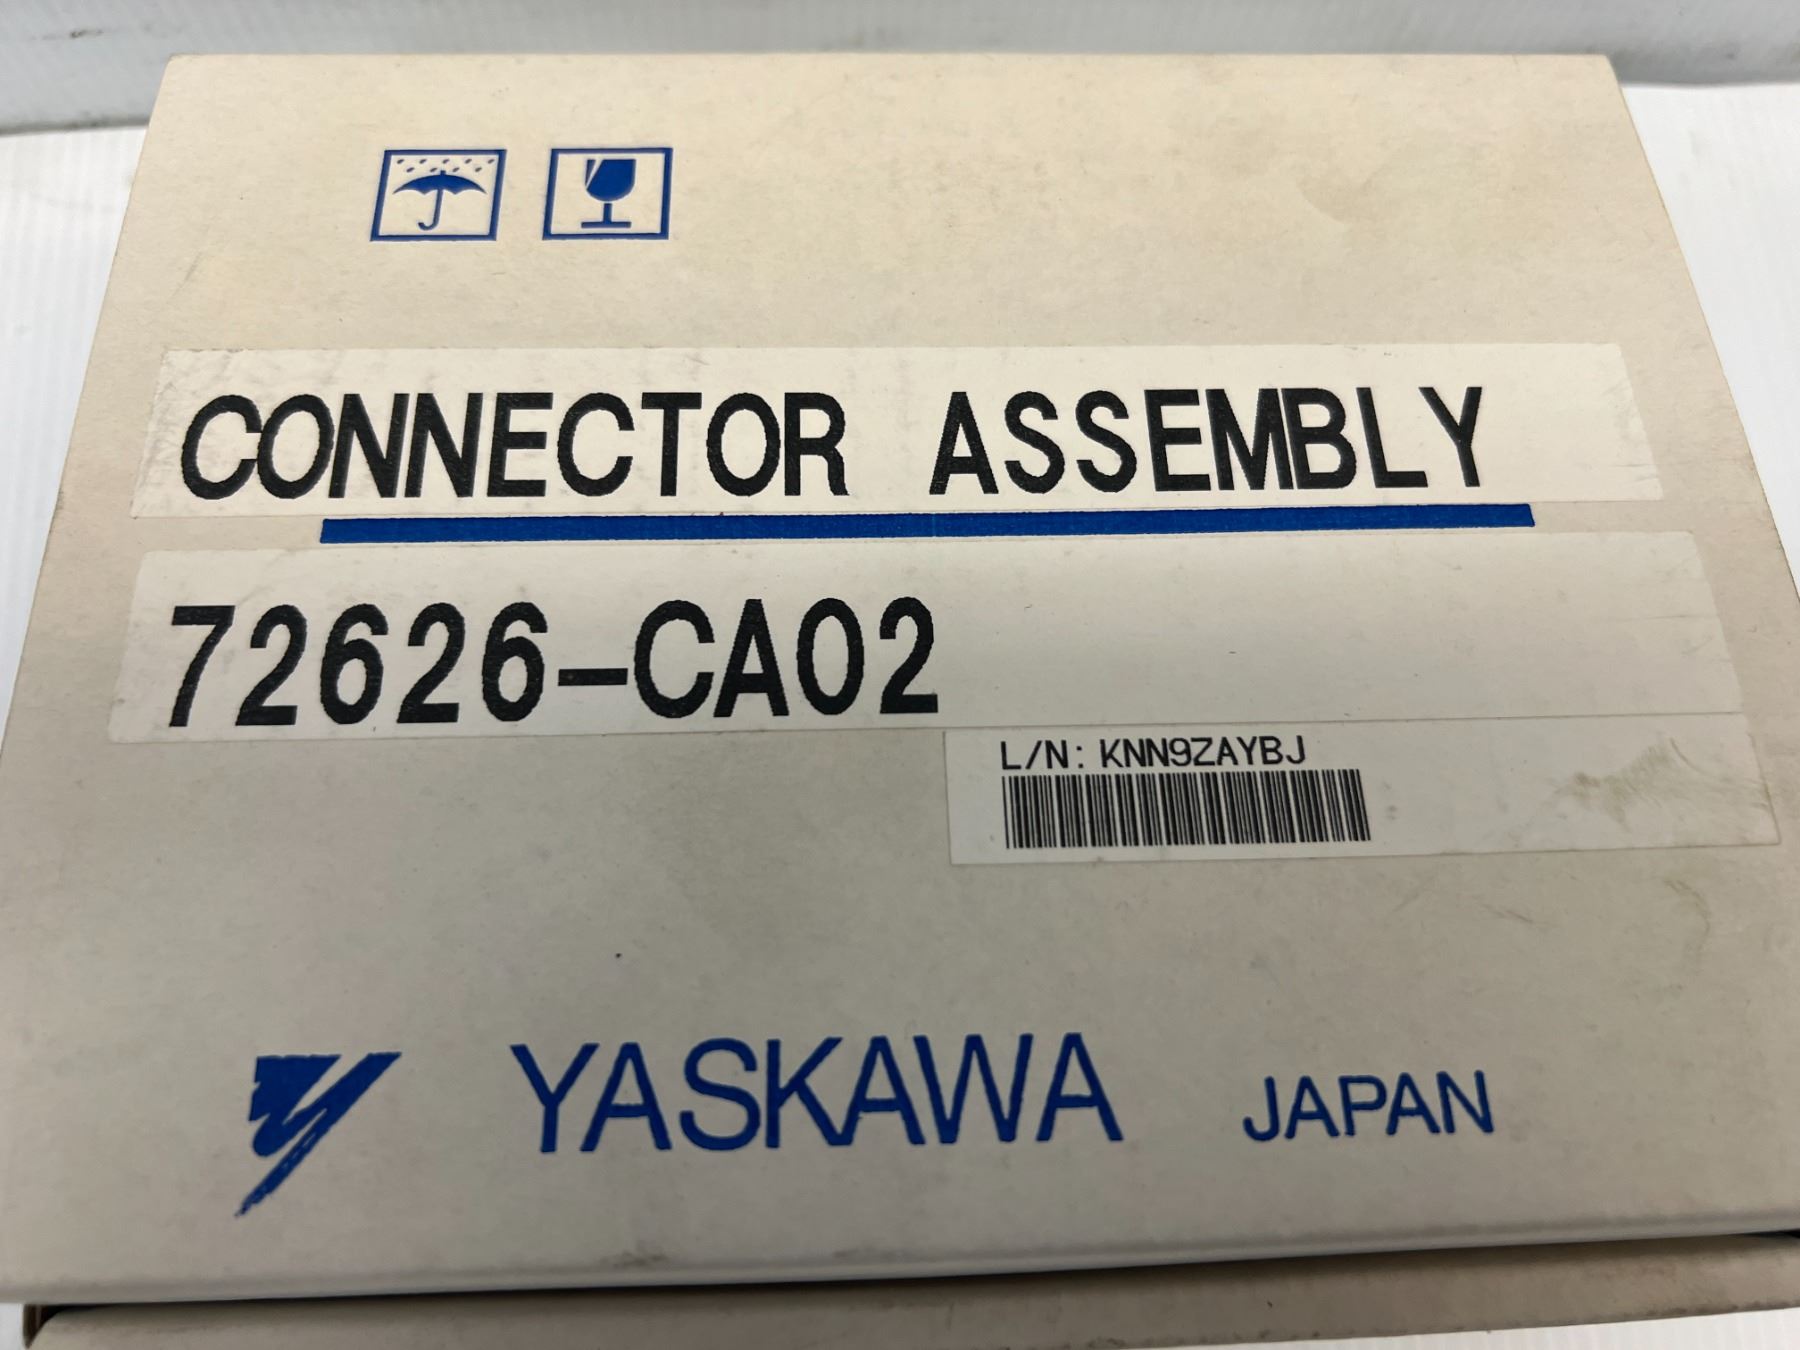 CONNECTOR ASSEMBLY
72626-CA02
L/N: KNN9ZAYBJ
YASKAWA JAPAN